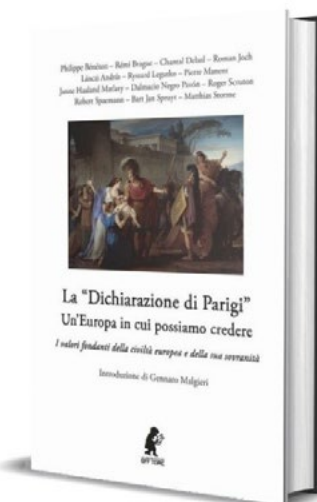 Philippe Bénéton – Rémi Brague – Chantal Delsol – Roman Joch
Lánczi András – Ryszard Legutko – Pierre Manent
Janne Haaland Matlary – Dalmacio Negro Pavón – Roger Scruton
Robert Spaemann – Bart Jan Spruyt – Matthias Storme
La "Dichiarazione di Parigi"
Un'Europa in cui possiamo credere
I valori fondanti della civiltà europea e della sua sovranità
Introduzione di Gennaro Malgieri